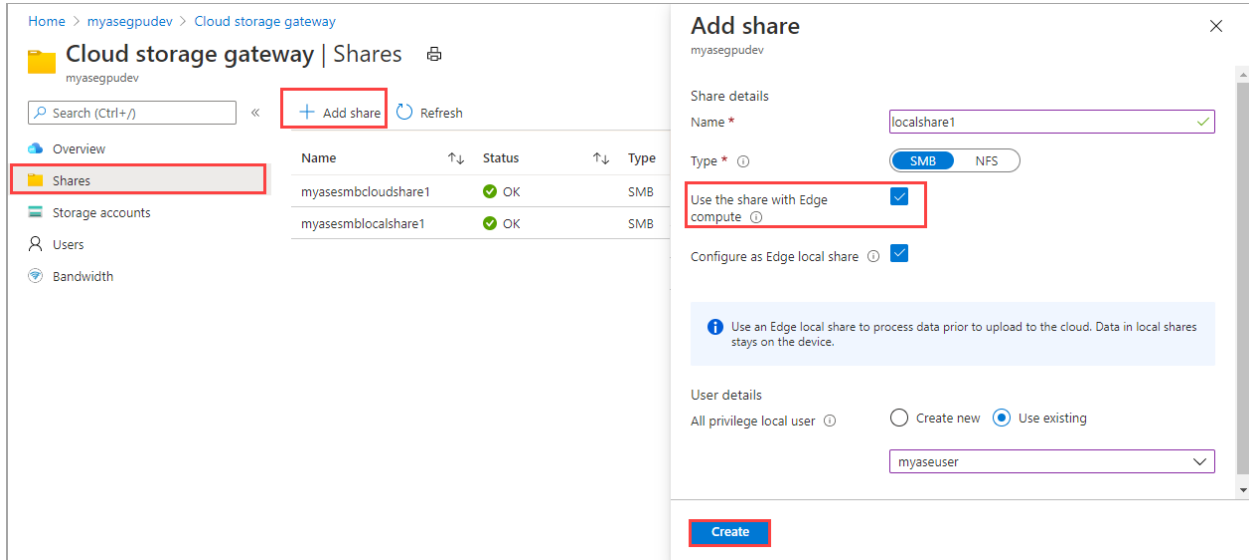 Home > myasegpudev > Cloud storage gateway
Cloud storage gateway | Shares
myasegpudev
Search (Ctrl+/)
«
Overview
Shares
Storage accounts
Users
Bandwidth
+ Add share
Refresh
Name ↑↓ Status ↑↓ Type
myasesmbcloudshare1 OK SMB
myasesmblocalshare1 OK SMB
Add share
myasegpudev
Share details
Name * localshare1
Type * SMB NFS
Use the share with Edge
compute
Configure as Edge local share
Use an Edge local share to process data prior to upload to the cloud. Data in local shares
stays on the device.
User details
All privilege local user Create new Use existing
myaseuser
Create